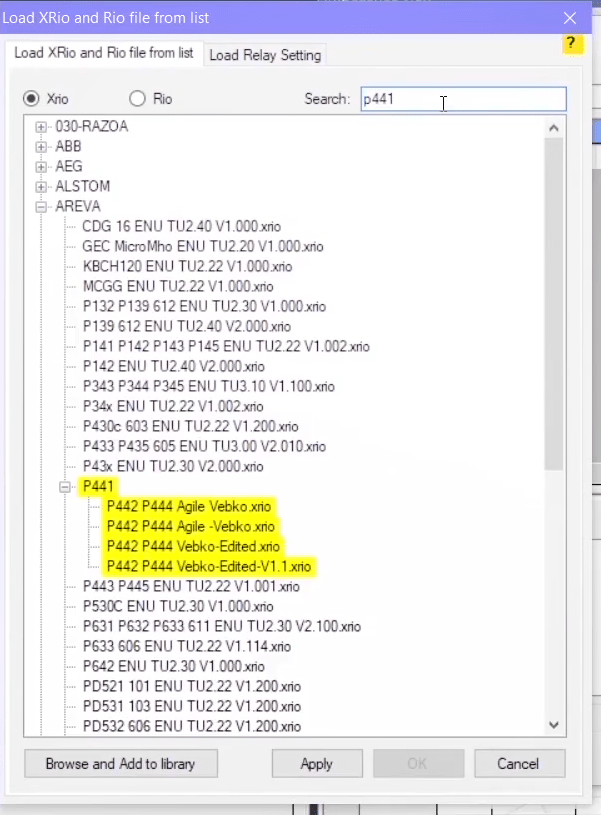 Load XRio and Rio file from list
?
Load XRio and Rio file from list Load Relay Setting
Xrio Rio Search: p441
030-RAZOA
ABB
AEG
ALSTOM
AREVA
CDG 16 ENU TU2.40 V1.000.xrio
GEC MicroMho ENU TU2.20 V1.000.xrio
KBCH120 ENU TU2.22 V1.000.xrio
MCGG ENU TU2.22 V1.000.xrio
P132 P139 612 ENU TU2.30 V1.000.xrio
P139 612 ENU TU2.40 V2.000.xrio
P141 P142 P143 P145 ENU TU2.22 V1.002.xrio
P142 ENU TU2.40 V2.000.xrio
P343 P344 P345 ENU TU3.10 V1.100.xrio
P34x ENU TU2.22 V1.002.xrio
P430c 603 ENU TU2.22 V1.200.xrio
P433 P435 605 ENU TU3.00 V2.010.xrio
P43x ENU TU2.30 V2.000.xrio
P441
P442 P444 Agile Vebko.xrio
P442 P444 Agile -Vebko.xrio
P442 P444 Vebko-Edited.xrio
P442 P444 Vebko-Edited-V1.1.xrio
P443 P445 ENU TU2.22 V1.001.xrio
P530C ENU TU2.30 V1.000.xrio
P631 P632 P633 611 ENU TU2.30 V2.100.xrio
P633 606 ENU TU2.22 V1.114.xrio
P642 ENU TU2.30 V1.000.xrio
PD521 101 ENU TU2.22 V1.200.xrio
PD531 103 ENU TU2.22 V1.200.xrio
PD532 606 ENU TU2.22 V1.200.xrio
Browse and Add to library Apply OK Cancel